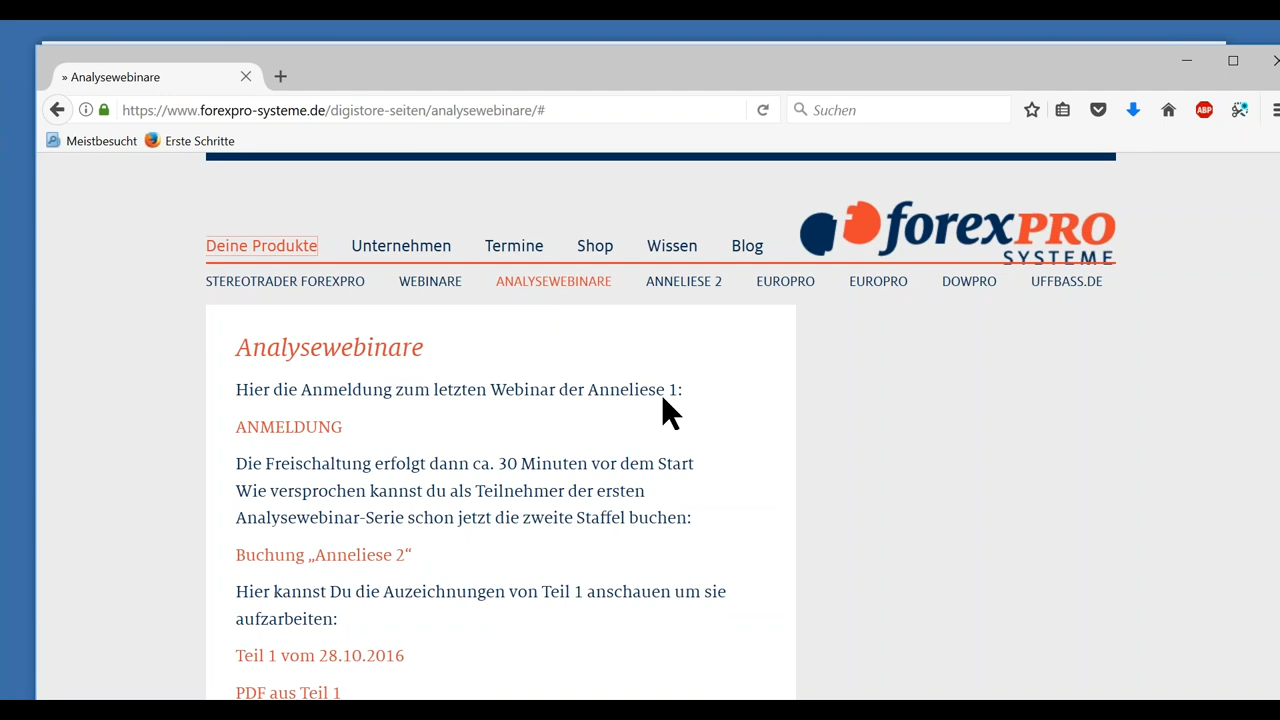 » Analysewebinare
https://www.forexpro-systeme.de/digistore-seiten/analysewebinare/#
Suchen
ABP
Meistbesucht
Erste Schritte
forexPRO
SYSTEME
Deine Produkte
Unternehmen
Termine
Shop
Wissen
Blog
STEREOTRADER FOREXPRO
WEBINARE
ANALYSEWEBINARE
ANNELIESE 2
EUROPRO
EUROPRO
DOWPRO
UFFBASS.DE
Analysewebinare
Hier die Anmeldung zum letzten Webinar der Anneliese 1:
ANMELDUNG
Die Freischaltung erfolgt dann ca. 30 Minuten vor dem Start
Wie versprochen kannst du als Teilnehmer der ersten
Analysewebinar-Serie schon jetzt die zweite Staffel buchen:
Buchung „Anneliese 2“
Hier kannst Du die Auzeichnungen von Teil 1 anschauen um sie
aufzarbeiten:
Teil 1 vom 28.10.2016
PDF aus Teil 1